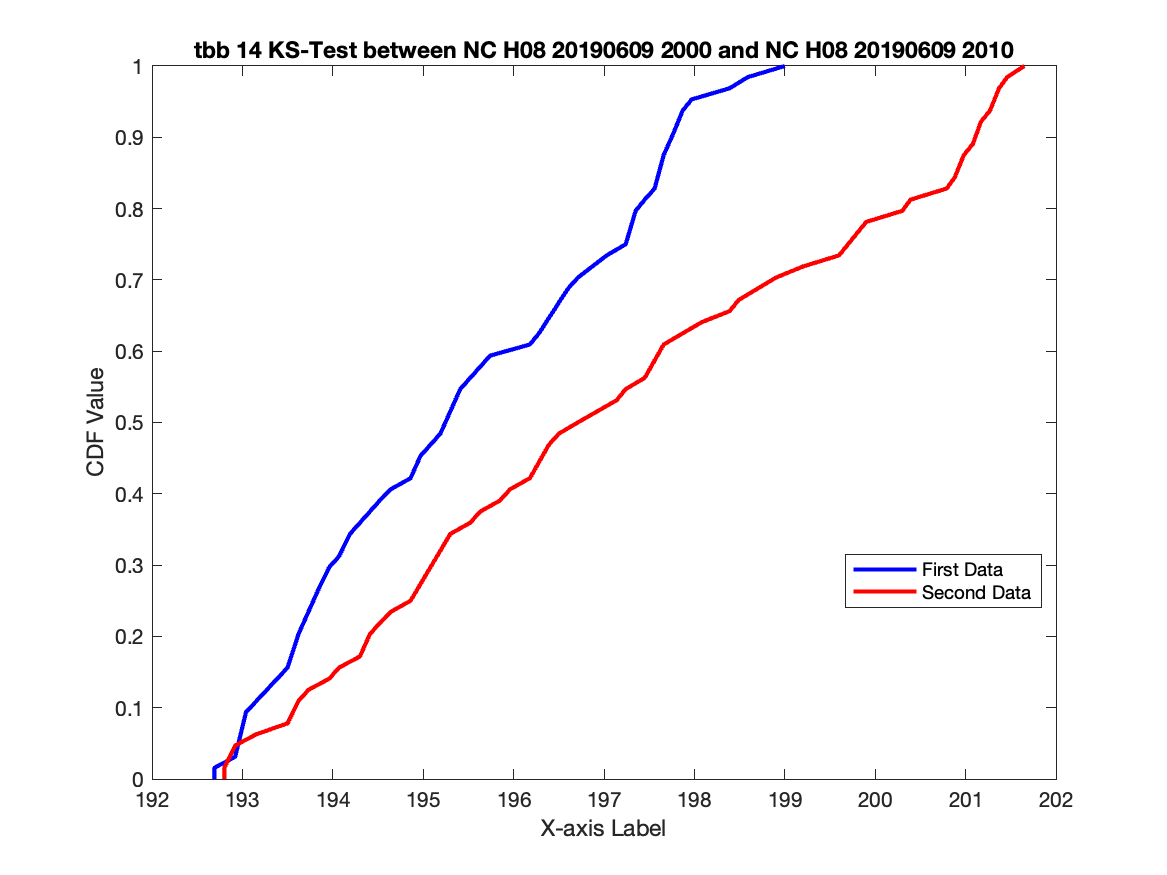 tbb 14 KS-Test between NC H08 20190609 2000 and NC H08 20190609 2010
1
0.9
0.8
0.7
0.6
0.5
0.4
0.3
0.2
0.1
0
CDF Value
First Data
Second Data
192 193 194 195 196 197 198 199 200 201 202
X-axis Label